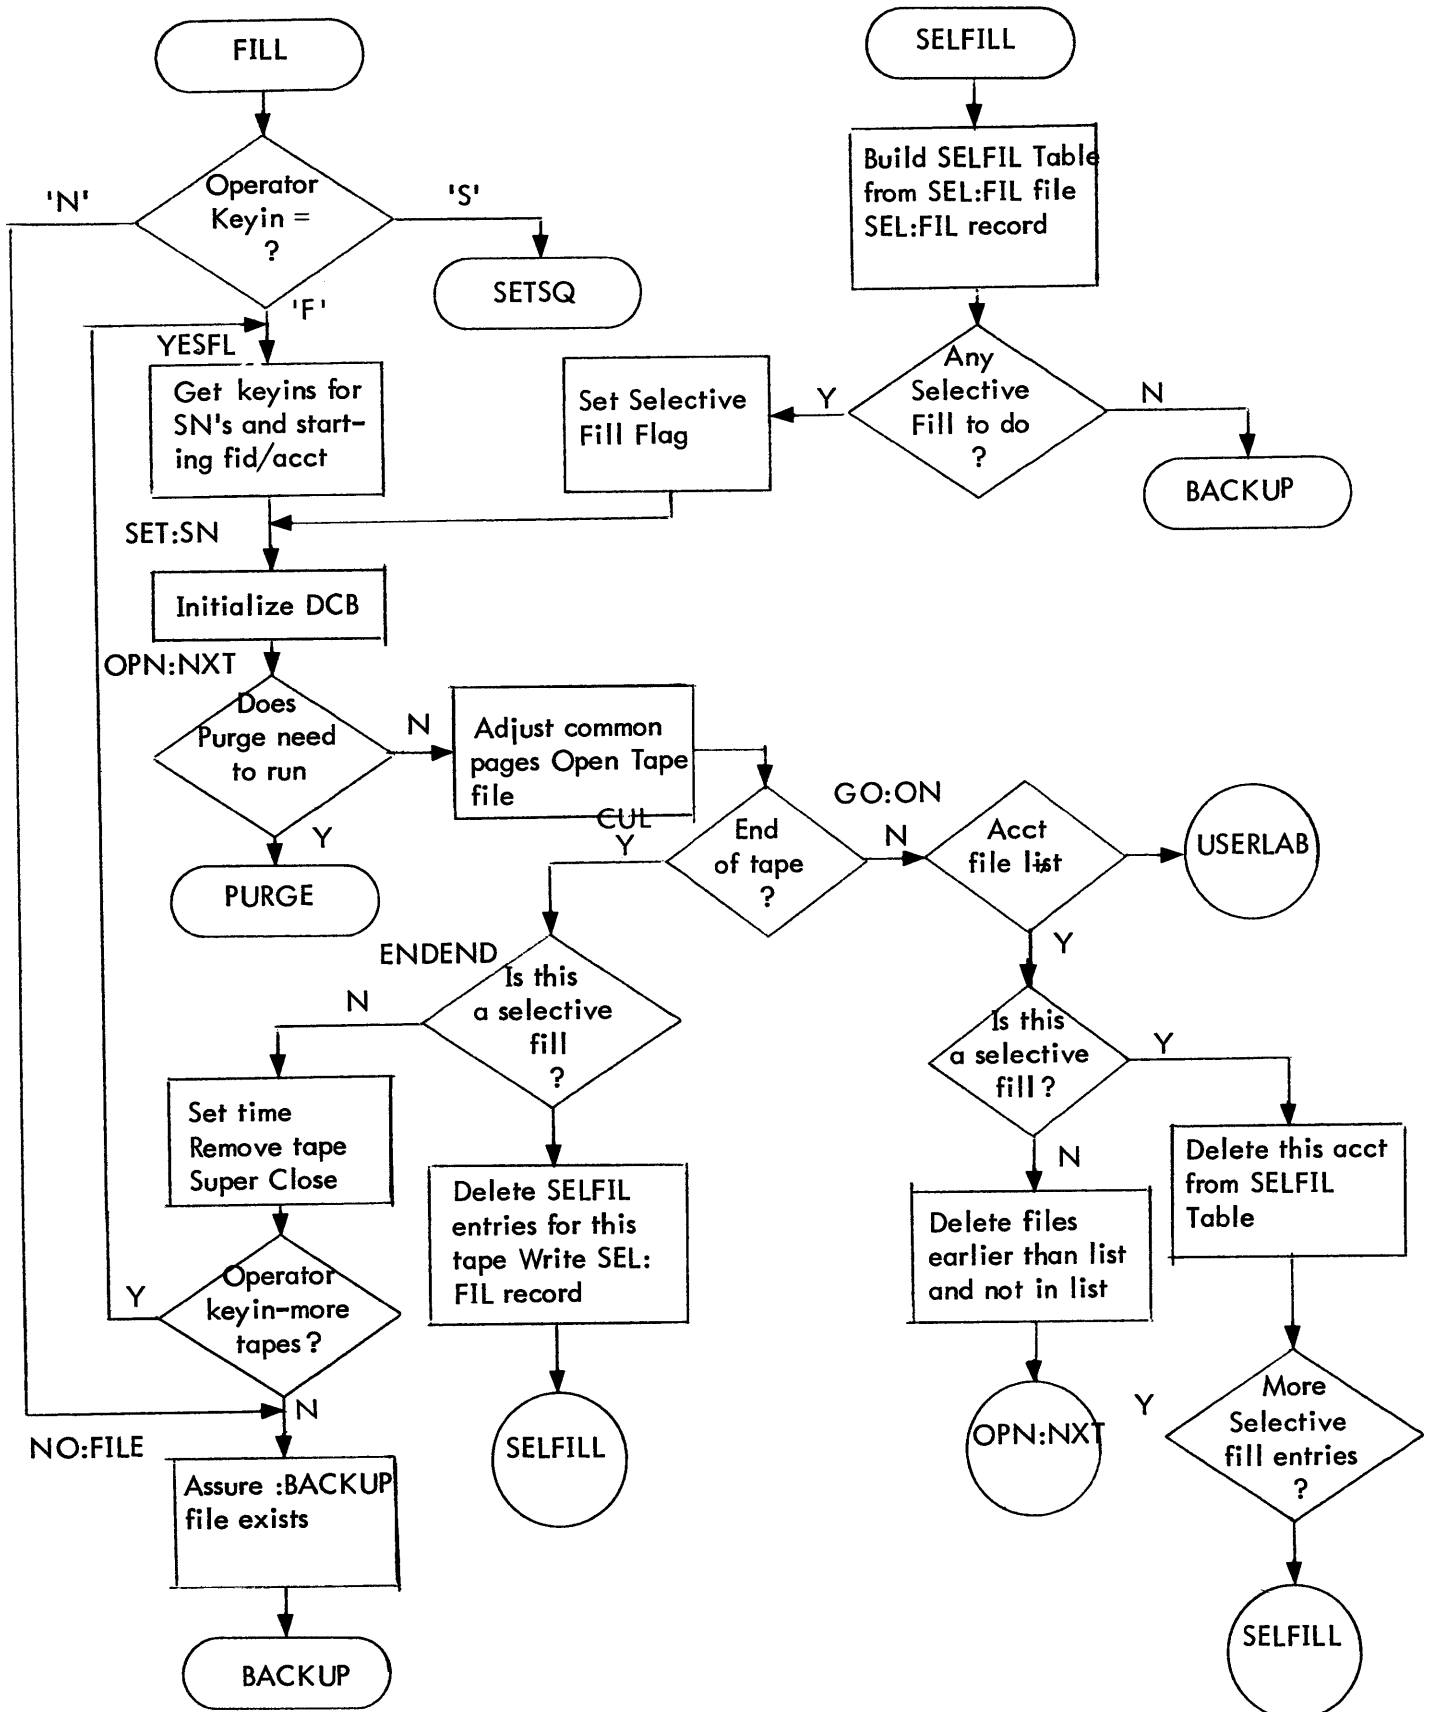 FILL
SELFILL
Operator
Keyin =
?
'N'
'S'
'F'
SETSQ
Build SELFIL Table
from SEL:FIL file
SEL:FIL record
YESFL
Get keyins for
SN's and start-
ing fid/acct
Set Selective
Fill Flag
Y
Any
Selective
Fill to do
?
N
BACKUP
SET:SN
Initialize DCB
OPN:NXT
Does
Purge need
to run
N
Y
PURGE
Adjust common
pages Open Tape
file
CUL
Y
End
of tape
?
GO:ON
N
Acct
file list
USERLAB
Y
ENDEND
Is this
a selective
fill
?
N
Is this
a selective
fill?
Y
N
Set time
Remove tape
Super Close
Delete SELFIL
entries for this
tape Write SEL:
FIL record
Delete files
earlier than list
and not in list
Delete this acct
from SELFIL
Table
Operator
keyin-more
tapes?
Y
N
NO:FILE
SELFILL
OPN:NXT
Y
More
Selective
fill entries
?
Assure :BACKUP
file exists
BACKUP
SELFILL